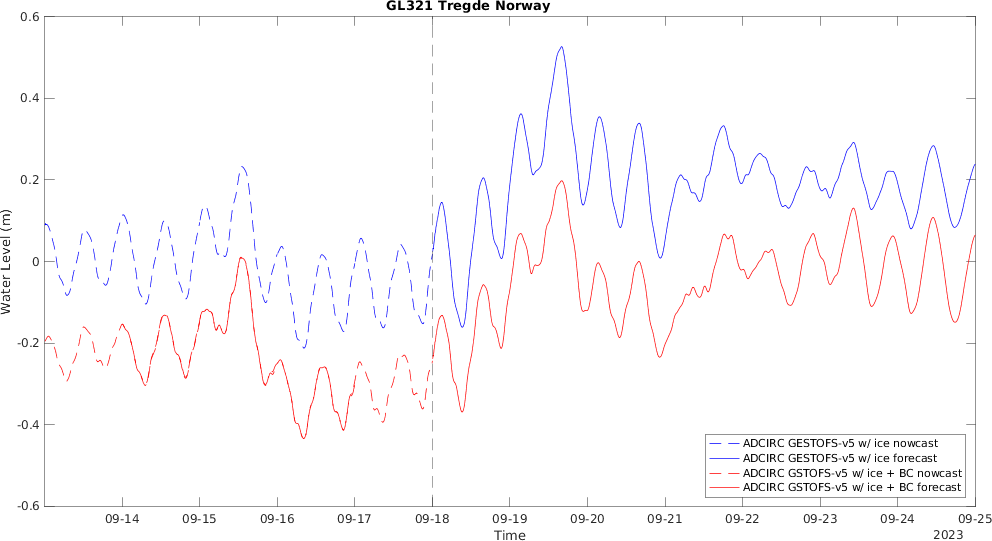 GL321 Tregde Norway
0.6
0.4
0.2
0
-0.2
-0.4
-0.6
Water Level (m)
09-14 09-15 09-16 09-17 09-18 09-19 09-20 09-21 09-22 09-23 09-24 09-25
Time
2023
ADCIRC GESTOFS-v5 w/ ice nowcast
ADCIRC GESTOFS-v5 w/ ice forecast
ADCIRC GSTOFS-v5 w/ ice + BC nowcast
ADCIRC GSTOFS-v5 w/ ice + BC forecast